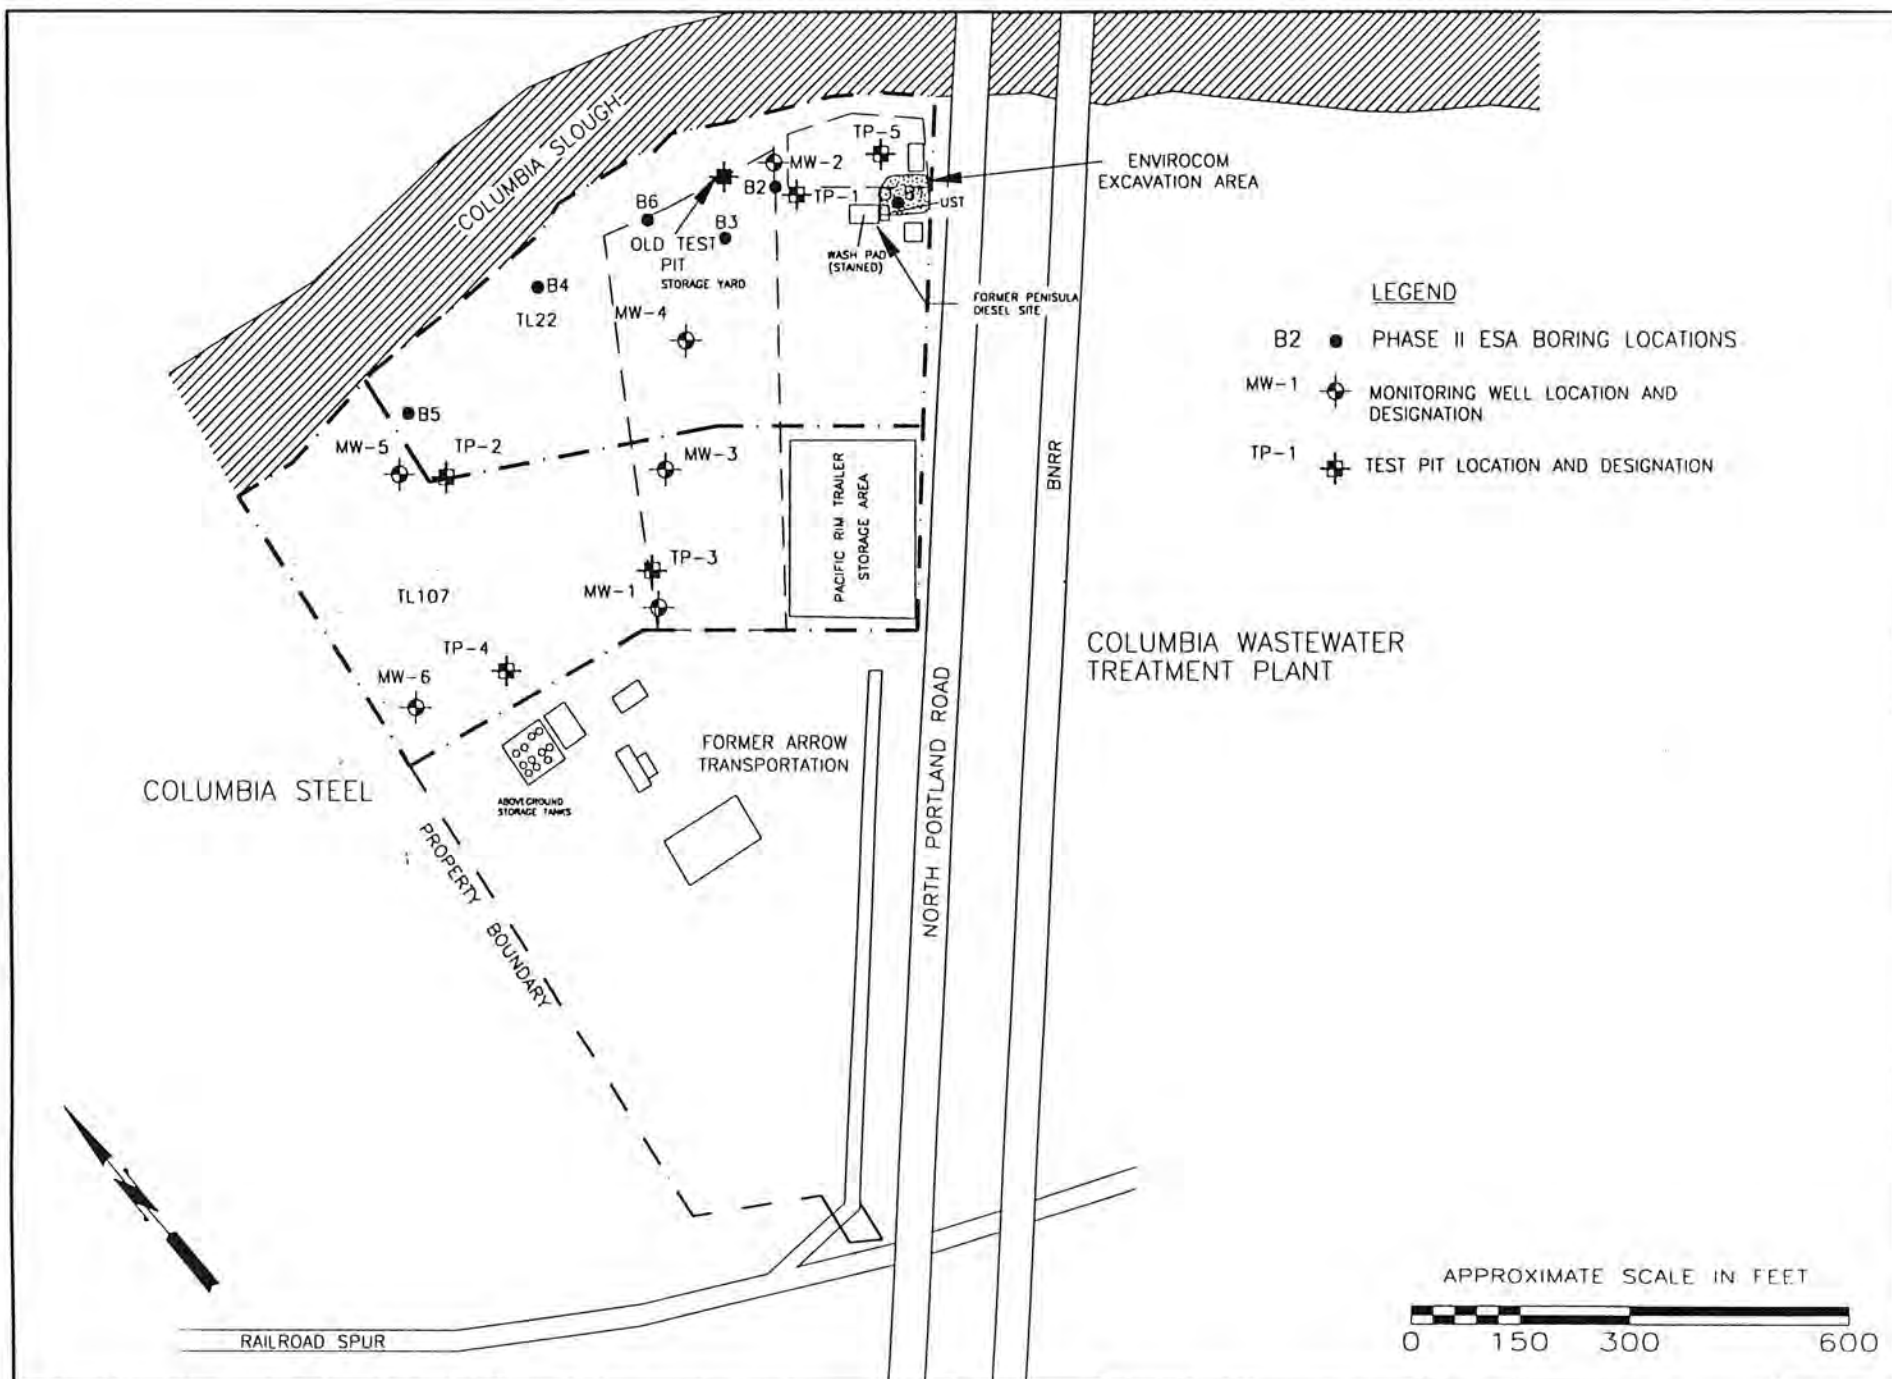 COLUMBIA SLOUGH
TP-5
MW-2
B2
TP-1
B1
UST
ENVIROCOM
EXCAVATION AREA
B6
B3
OLD TEST
PIT
STORAGE YARD
WASH PAD
(STAINED)
FORMER PENISULA
DIESEL SITE
B4
TL22
MW-4
B5
MW-5
TP-2
MW-3
PACIFIC RIM TRAILER
STORAGE AREA
BNRR
TP-3
MW-1
TL107
TP-4
MW-6
COLUMBIA WASTEWATER
TREATMENT PLANT
NORTH PORTLAND ROAD
FORMER ARROW
TRANSPORTATION
COLUMBIA STEEL
ABOVEGROUND
STORAGE TANKS
PROPERTY BOUNDARY
RAILROAD SPUR
LEGEND
B2 PHASE II ESA BORING LOCATIONS
MW-1 MONITORING WELL LOCATION AND
DESIGNATION
TP-1 TEST PIT LOCATION AND DESIGNATION
APPROXIMATE SCALE IN FEET
0 150 300 600